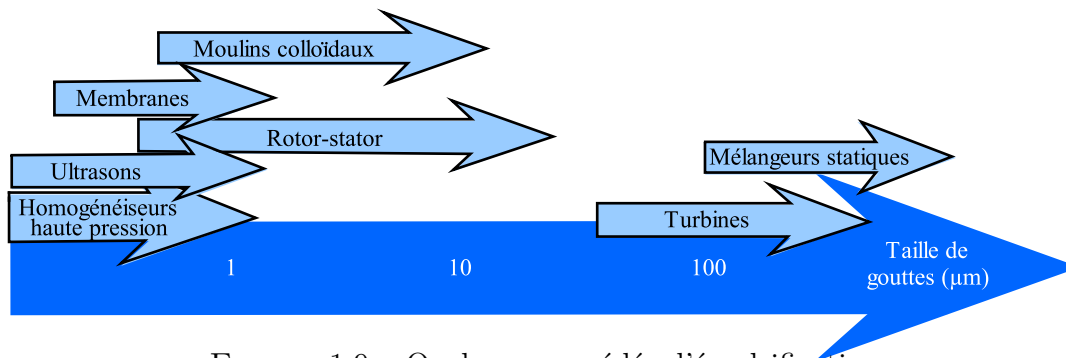 Moulins colloïdaux
Membranes
Rotor-stator
Mélangeurs statiques
Ultrasons
Homogénéiseurs
haute pression
Turbines
Taille de
gouttes (µm)
1
10
100